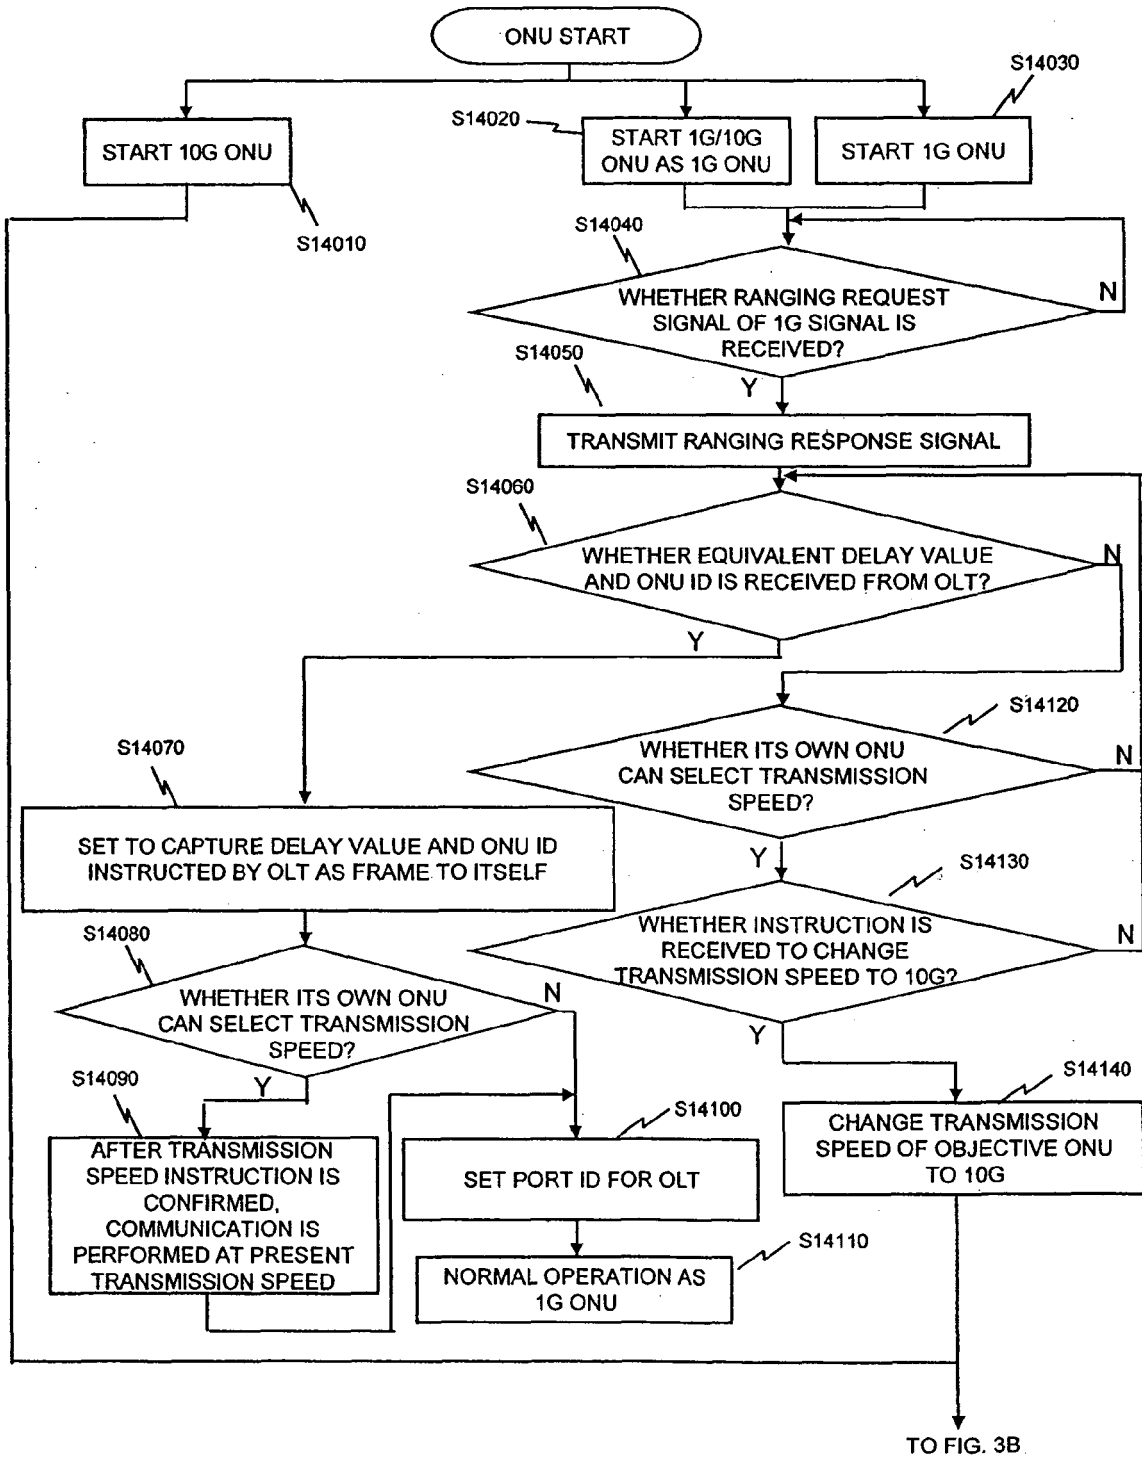 ONU START
S14030
S14020
START 10G ONU
START 1G/10G
ONU AS 1G ONU
START 1G ONU
S14010
S14040
WHETHER RANGING REQUEST
SIGNAL OF 1G SIGNAL IS
RECEIVED?
N
S14050
Y
TRANSMIT RANGING RESPONSE SIGNAL
S14060
WHETHER EQUIVALENT DELAY VALUE
AND ONU ID IS RECEIVED FROM OLT?
N
Y
S14120
WHETHER ITS OWN ONU
CAN SELECT TRANSMISSION
SPEED?
N
S14070
SET TO CAPTURE DELAY VALUE AND ONU ID
INSTRUCTED BY OLT AS FRAME TO ITSELF
Y
S14130
WHETHER INSTRUCTION IS
RECEIVED TO CHANGE
TRANSMISSION SPEED TO 10G?
N
S14080
WHETHER ITS OWN ONU
CAN SELECT TRANSMISSION
SPEED?
N
Y
Y
S14140
S14090
S14100
CHANGE TRANSMISSION
SPEED OF OBJECTIVE ONU
TO 10G
AFTER TRANSMISSION
SPEED INSTRUCTION IS
CONFIRMED,
COMMUNICATION IS
PERFORMED AT PRESENT
TRANSMISSION SPEED
SET PORT ID FOR OLT
S14110
NORMAL OPERATION AS
1G ONU
TO FIG. 3B